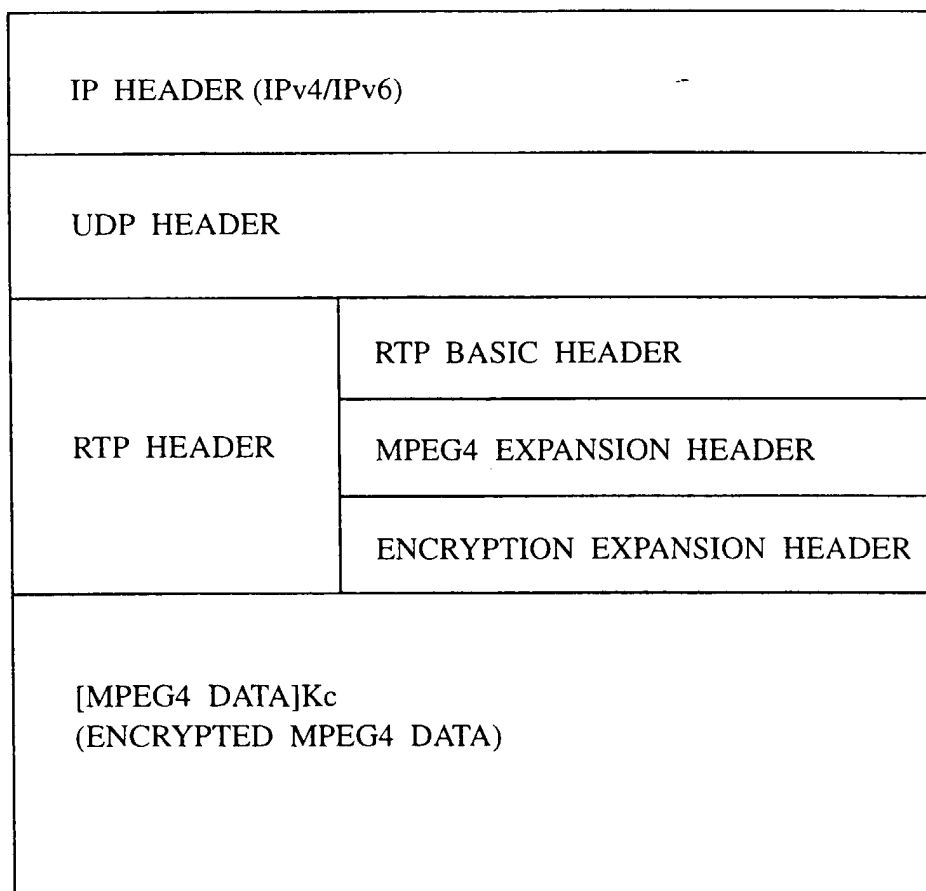 IP HEADER (IPv4/IPv6)
UDP HEADER
RTP HEADER
RTP BASIC HEADER
MPEG4 EXPANSION HEADER
ENCRYPTION EXPANSION HEADER
[MPEG4 DATA]Kc
(ENCRYPTED MPEG4 DATA)